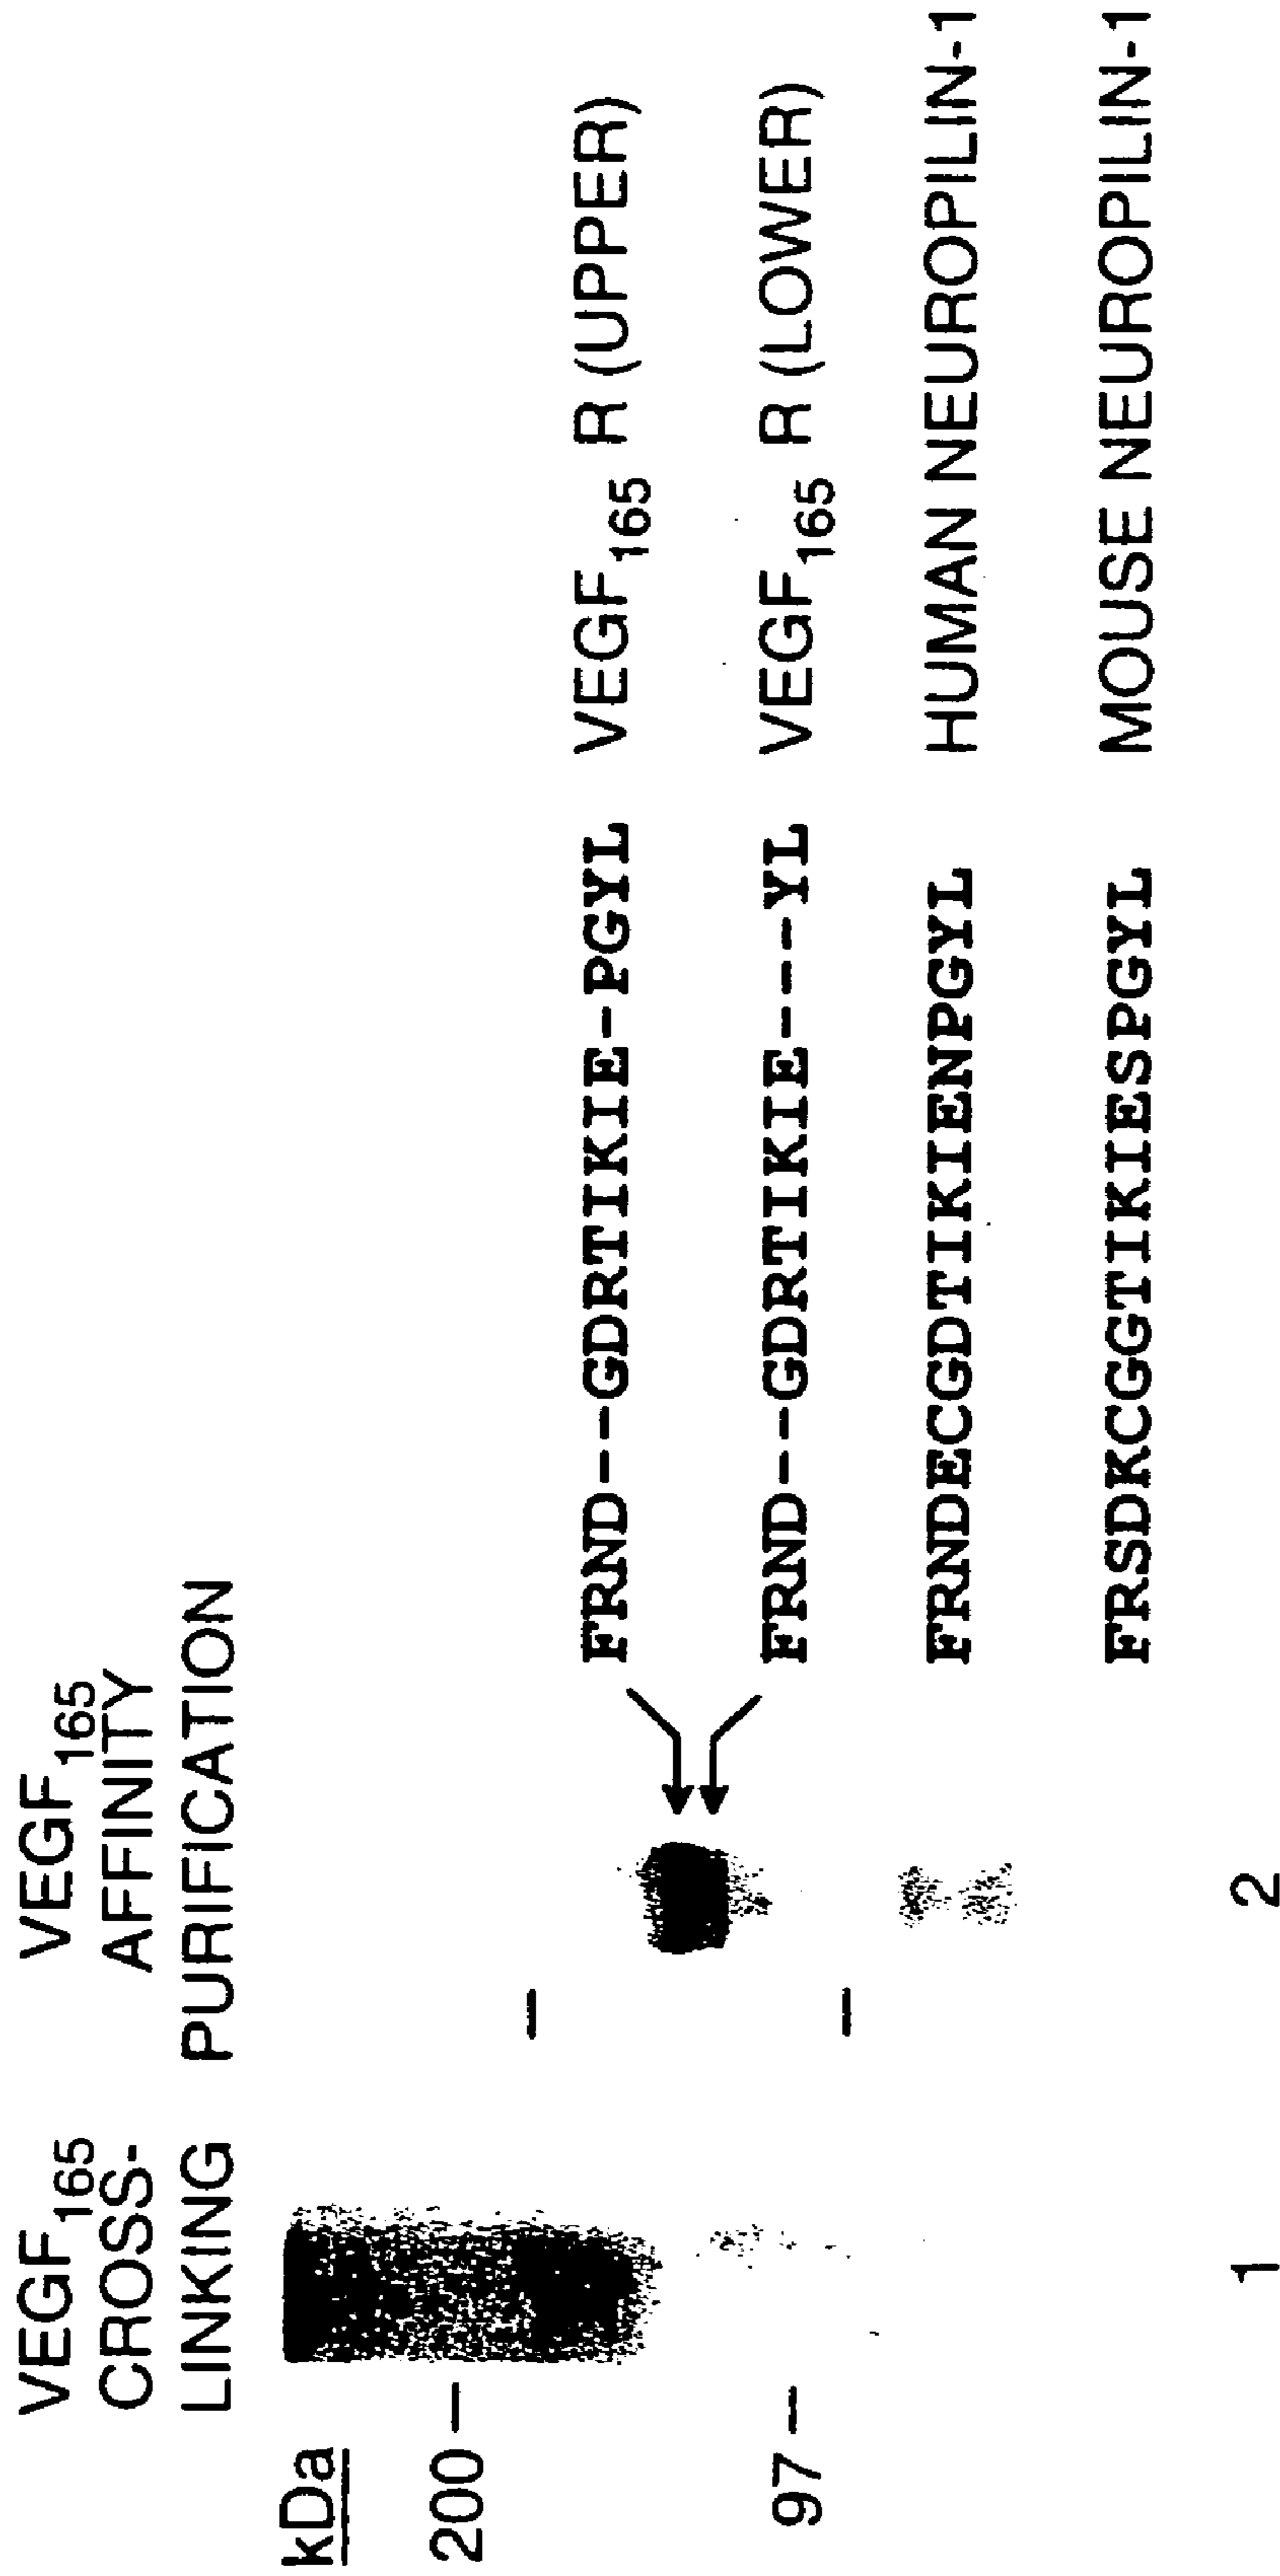 VEGF165
CROSS-
LINKING
VEGF165
AFFINITY
PURIFICATION
kDa
200 –
97 –
FRND--GDRTIKIE-PGYL VEGF165 R (UPPER)
FRND--GDRTIKIE---YL VEGF165 R (LOWER)
FRNDECGDTIKIENPGYL HUMAN NEUROPILIN-1
FRSDKCGGTIKIESPGYL MOUSE NEUROPILIN-1
1 2